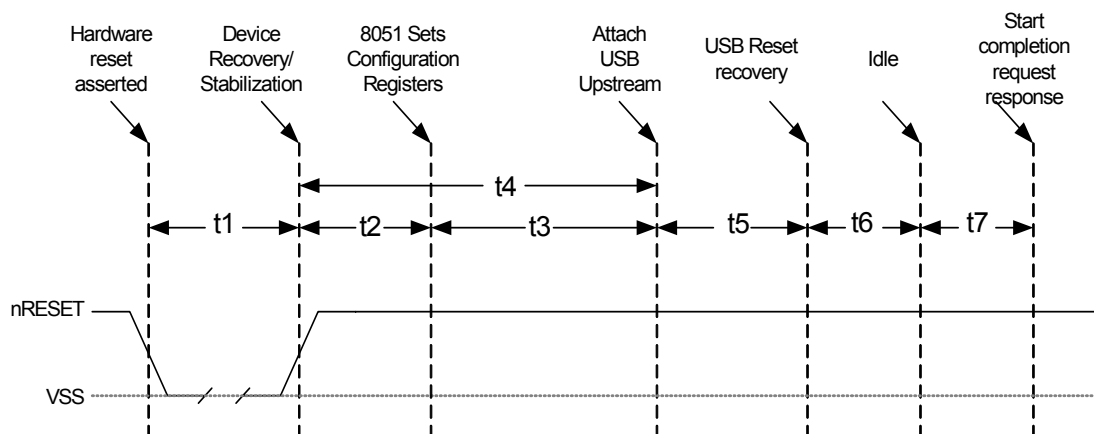 Hardware
reset
asserted
Device
Recovery/
Stabilization
8051 Sets
Configuration
Registers
Attach
USB
Upstream
USB Reset
recovery
Idle
Start
completion
request
response
t4
t1
t2
t3
t5
t6
t7
nRESET
VSS